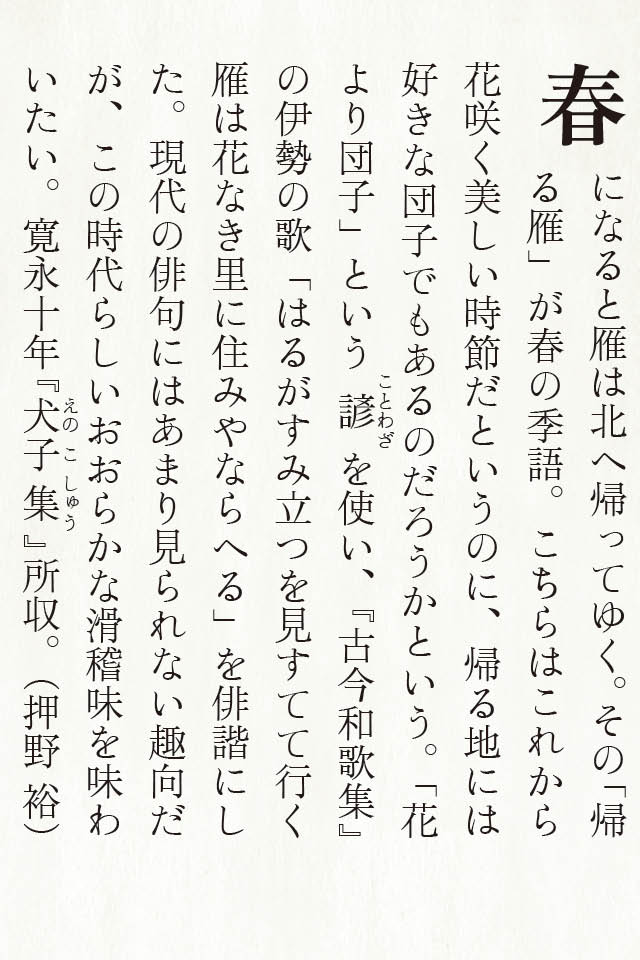 春になると雁は北へ帰ってゆく。その「帰
る雁」が春の季語。こちらはこれから
花咲く美しい時節だというのに、帰る地には
好きな団子でもあるのだろうかという。「花
より団子」という諺を使い、『古今和歌集』
ことわざ
の伊勢の歌「はるがすみ立つを見すてて行く
雁は花なき里に住みやならへる」を俳諧にし
た。現代の俳句にはあまり見られない趣向だ
が、この時代らしいおおらかな滑稽味を味わ
いたい。寛永十年『犬子集』所収。（押野裕）
えのこしゅう